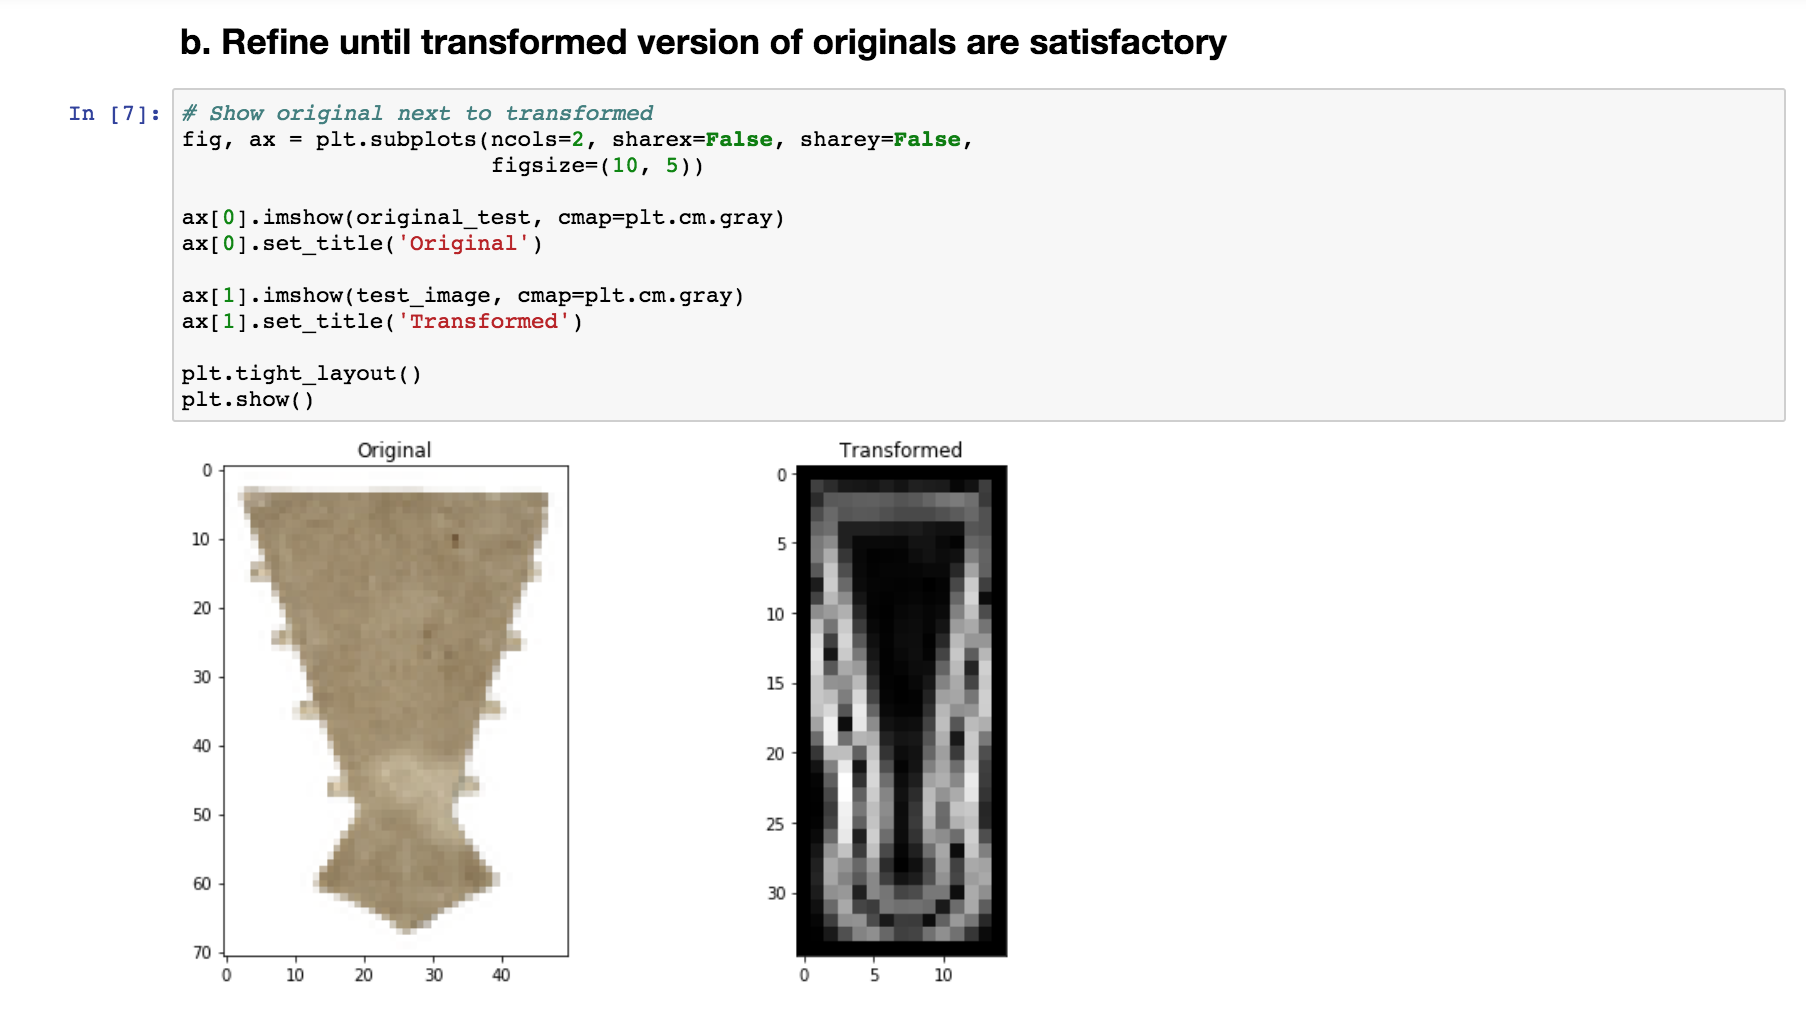 b. Refine until transformed version of originals are satisfactory
In [7]:
# Show original next to transformed
fig, ax = plt.subplots(ncols=2, sharex=False, sharey=False,
                       figsize=(10, 5))
ax[0].imshow(original_test, cmap=plt.cm.gray)
ax[0].set_title('Original')
ax[1].imshow(test_image, cmap=plt.cm.gray)
ax[1].set_title('Transformed')
plt.tight_layout()
plt.show()
Original
0
10
20
30
40
50
60
70
0 10 20 30 40
Transformed
0
5
10
15
20
25
30
0 5 10